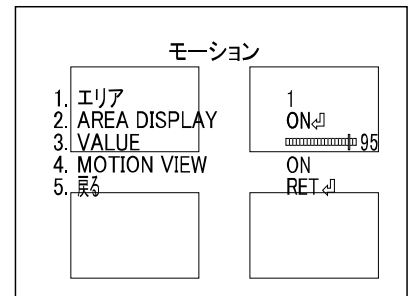 モーション
1. エリア 1
2. AREA DISPLAY ON⏎
3. VALUE 95
4. MOTION VIEW ON
5. 戻る RET⏎